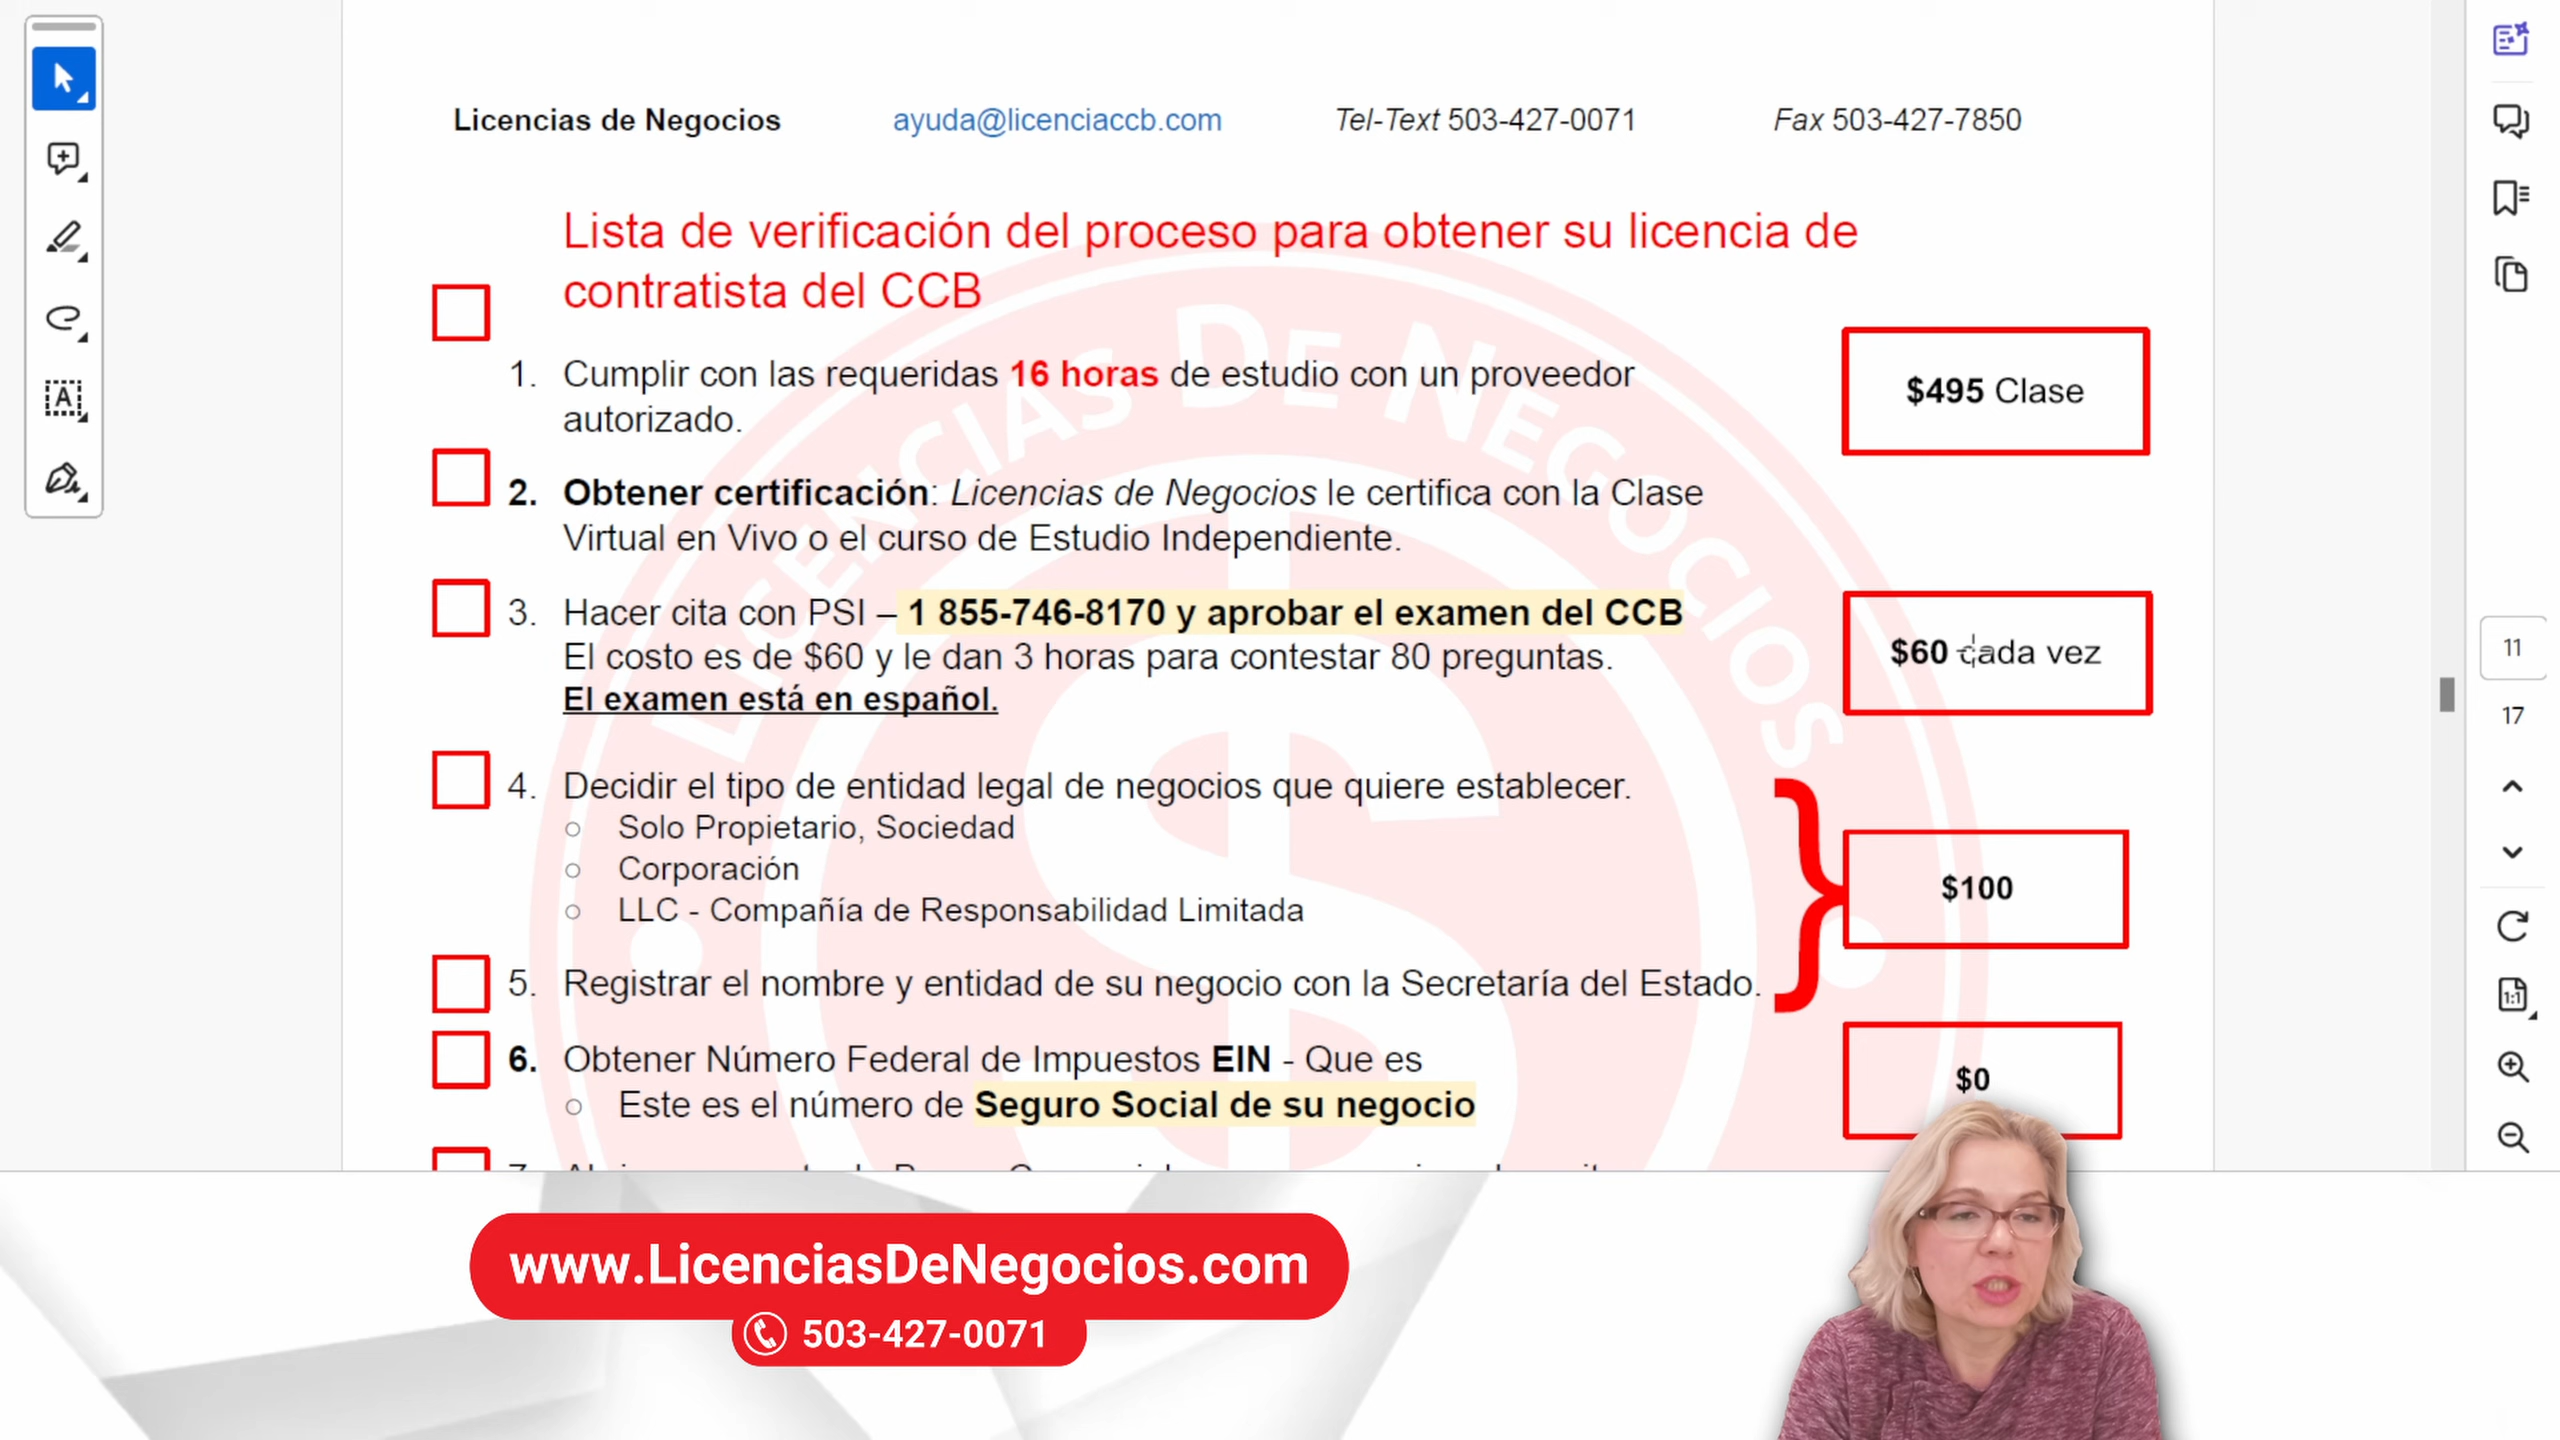 Licencias de Negocios ayuda@licenciaccb.com Tel-Text 503-427-0071 Fax 503-427-7850
Lista de verificación del proceso para obtener su licencia de
contratista del CCB
1. Cumplir con las requeridas 16 horas de estudio con un proveedor
autorizado.
$495 Clase
2. Obtener certificación: Licencias de Negocios le certifica con la Clase
Virtual en Vivo o el curso de Estudio Independiente.
3. Hacer cita con PSI – 1 855-746-8170 y aprobar el examen del CCB
El costo es de $60 y le dan 3 horas para contestar 80 preguntas.
El examen está en español.
$60 cada vez
4. Decidir el tipo de entidad legal de negocios que quiere establecer.
○ Solo Propietario, Sociedad
○ Corporación
○ LLC - Compañía de Responsabilidad Limitada
$100
5. Registrar el nombre y entidad de su negocio con la Secretaría del Estado.
6. Obtener Número Federal de Impuestos EIN - Que es
○ Este es el número de Seguro Social de su negocio
$0
LICENCIAS DE NEGOCIOS
11
17
1:1
www.LicenciasDeNegocios.com
503-427-0071